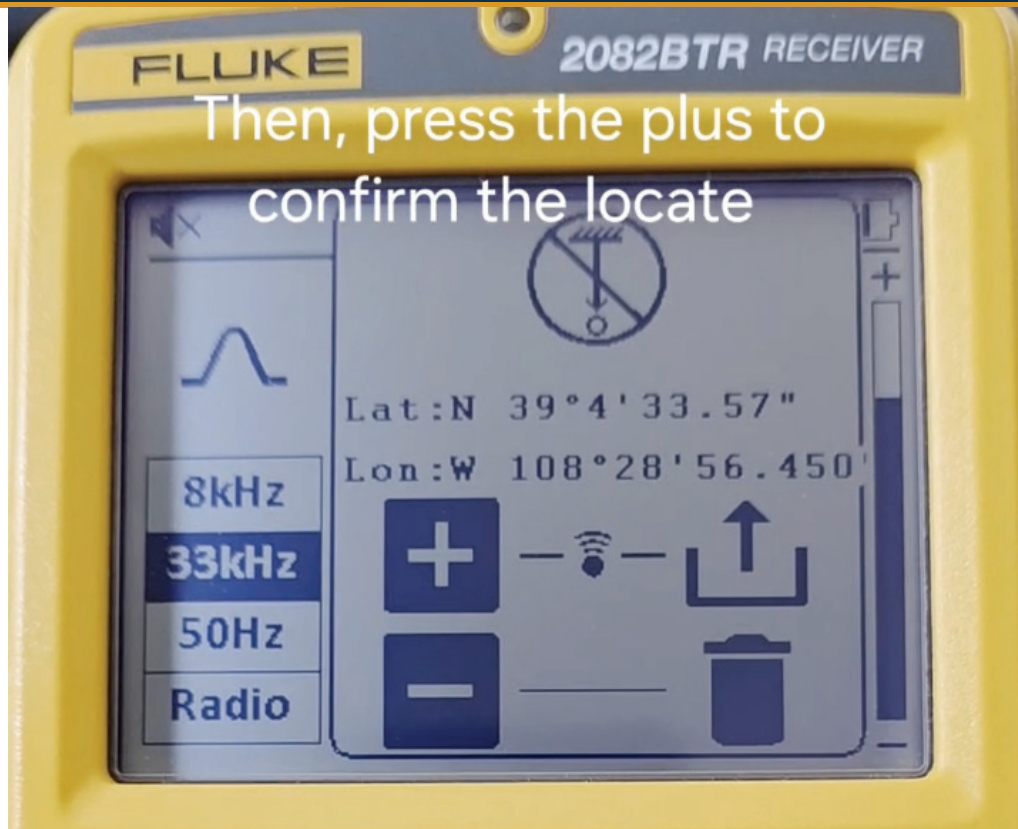 FLUKE
2082BTR RECEIVER
Then, press the plus to
confirm the locate
Lat:N 39°4'33.57"
Lon:W 108°28'56.450'
8kHz
33kHz
50Hz
Radio